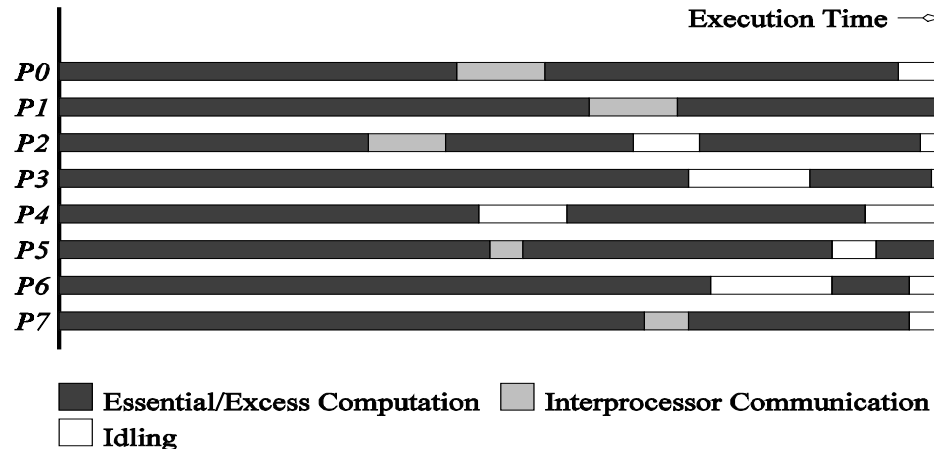 Execution Time
P0
P1
P2
P3
P4
P5
P6
P7
Essential/Excess Computation
Interprocessor Communication
Idling